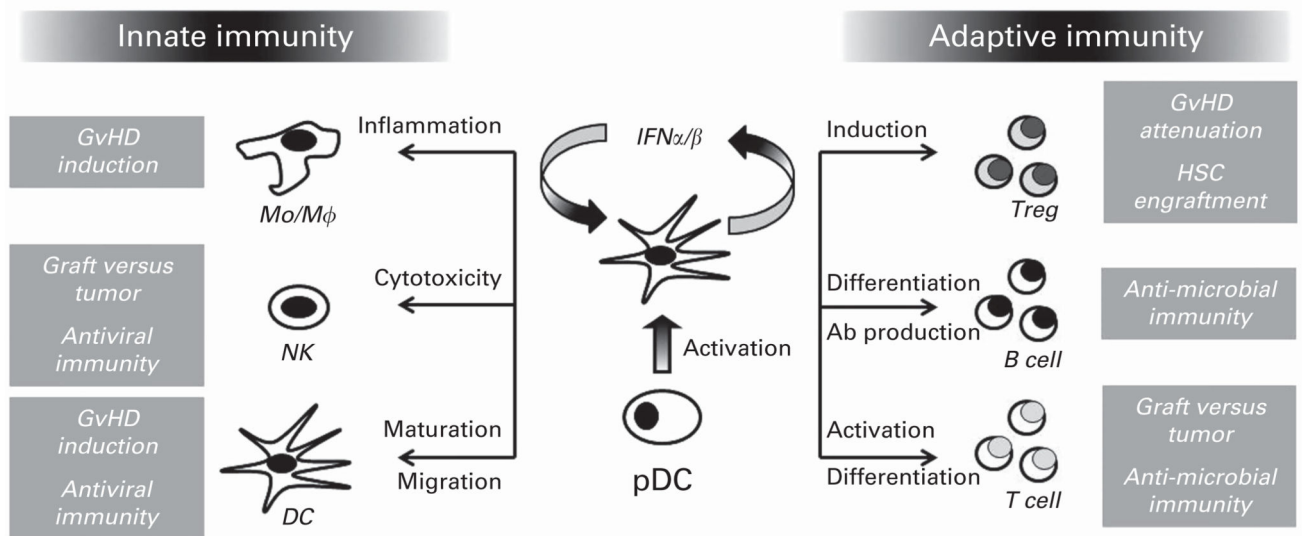 Innate immunity
Adaptive immunity
GvHD
induction
Inflammation
Mo/Mϕ
Graft versus
tumor
Antiviral
immunity
Cytotoxicity
NK
GvHD
induction
Antiviral
immunity
Maturation
Migration
DC
IFNα/β
Activation
pDC
Induction
Treg
GvHD
attenuation
HSC
engraftment
Differentiation
Ab production
B cell
Anti-microbial
immunity
Activation
Differentiation
T cell
Graft versus
tumor
Anti-microbial
immunity